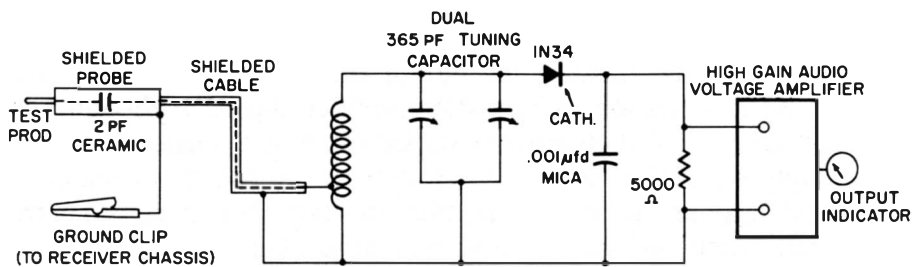 DUAL
365 PF TUNING
CAPACITOR
1N34
SHIELDED
PROBE
SHIELDED
CABLE
HIGH GAIN AUDIO
VOLTAGE AMPLIFIER
TEST
PROD
2 PF
CERAMIC
CATH.
.001µfd
MICA
5000
Ω
OUTPUT
INDICATOR
GROUND CLIP
(TO RECEIVER CHASSIS)